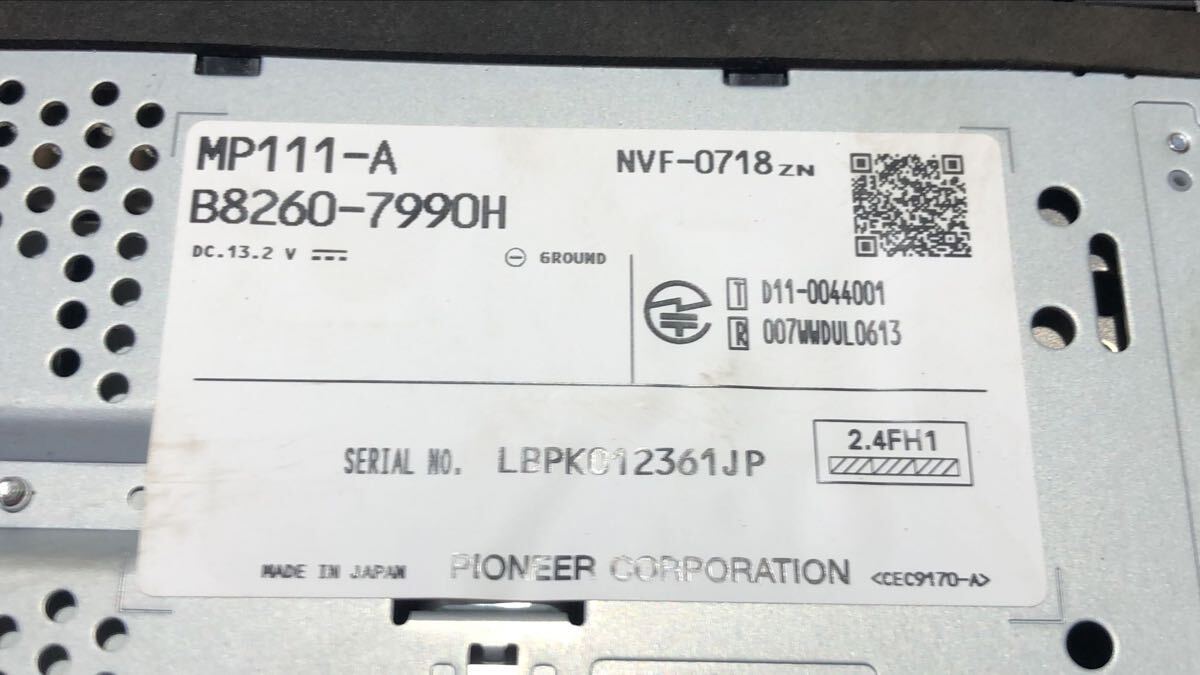 MP111-A
NVF-0718ZN
B8260-7990H
DC.13.2 V
GROUND
T D11-0044001
R 007WWDUL0613
2.4FH1
SERIAL NO. LBPK012361JP
MADE IN JAPAN PIONEER CORPORATION <CEC9170-A>